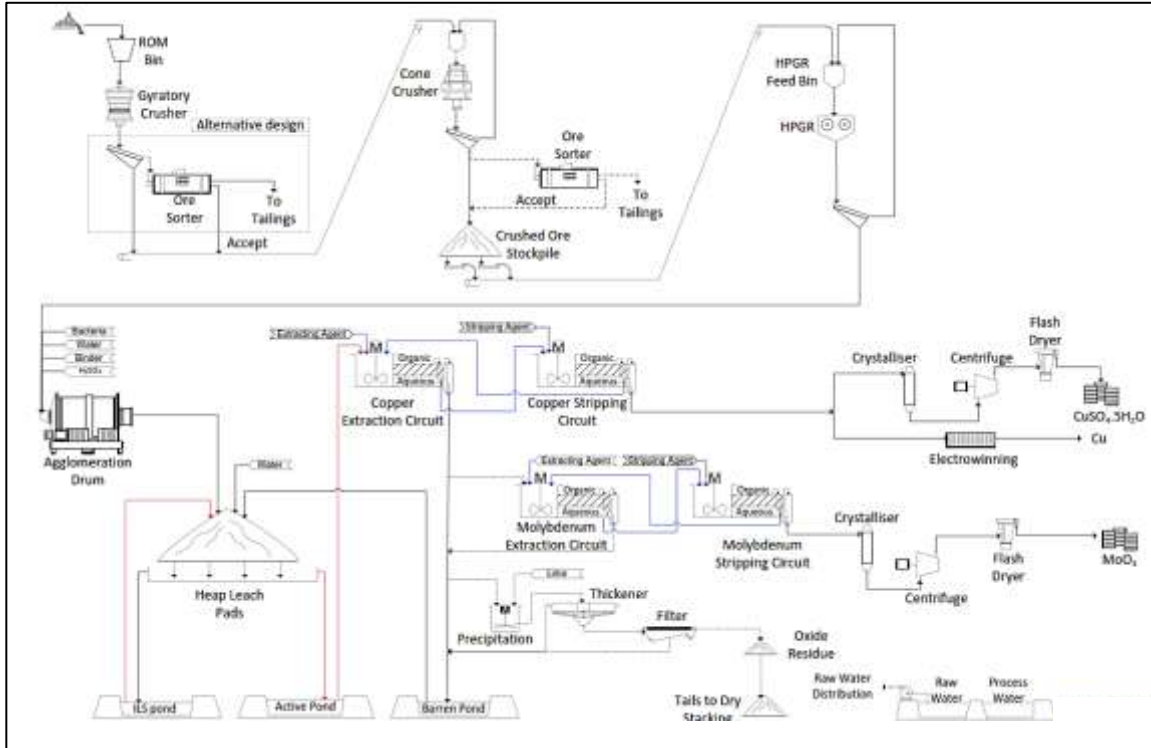 ROM
Bin
Gyratory
Crusher
Alternative design
Ore
Sorter
To
Tailings
Accept
Cone
Crusher
Ore
Sorter
Accept
To
Tailings
Crushed Ore
Stockpile
HPGR
Feed Bin
HPGR
Bacteria
Water
Binder
H₂SO₄
Agglomeration
Drum
Water
Heap Leach
Pads
ILS pond
Active Pond
Barren Pond
Extracting Agent
M
Organic
Aqueous
Copper
Extraction Circuit
Stripping Agent
M
Organic
Aqueous
Copper Stripping
Circuit
Crystalliser
Centrifuge
Flash
Dryer
CuSO₄.5H₂O
Cu
Electrowinning
Extracting Agent
M
Organic
Aqueous
Molybdenum
Extraction Circuit
Stripping Agent
M
Organic
Aqueous
Molybdenum
Stripping Circuit
Crystalliser
Centrifuge
Flash
Dryer
MoO₃
Lime
M
Precipitation
Thickener
Filter
Oxide
Residue
Tails to Dry
Stacking
Raw Water
Distribution
Raw
Water
Process
Water